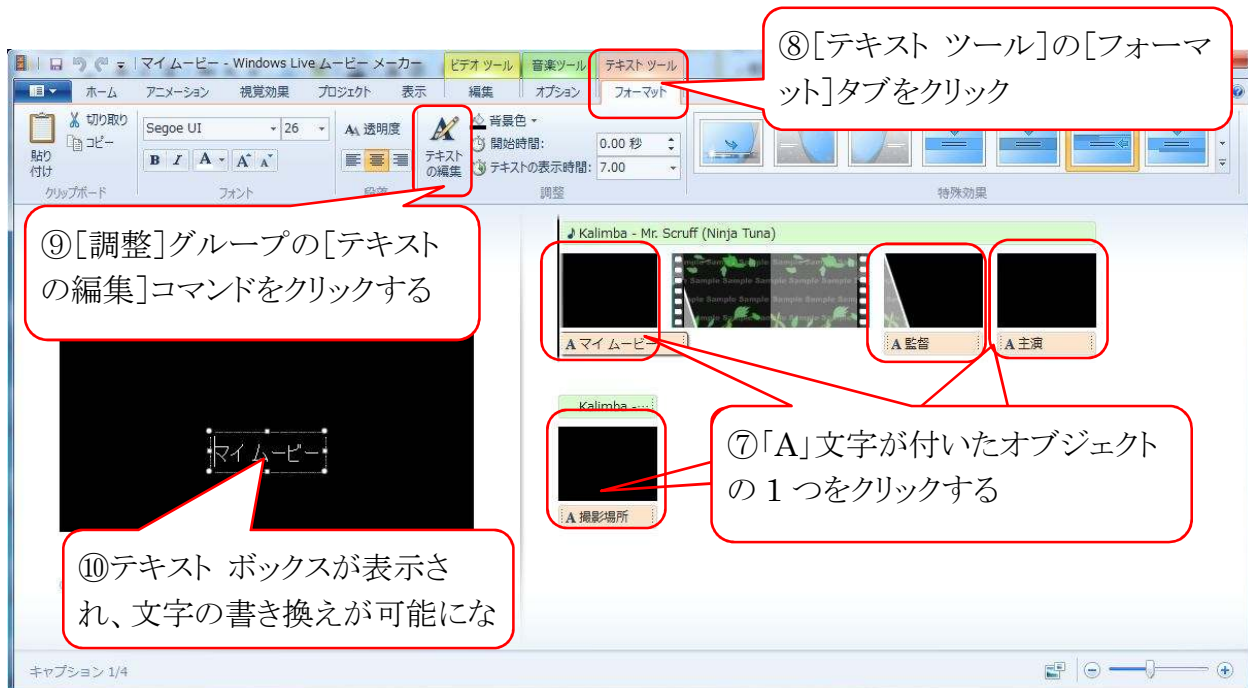 ⑧[テキスト ツール]の[フォーマ
ット]タブをクリック
マイ ムービー - Windows Live ムービー メーカー
ビデオ ツール
音楽ツール
テキスト ツール
ホーム
アニメーション
視覚効果
プロジェクト
表示
編集
オプション
フォーマット
貼り
付け
切り取り
コピー
クリップボード
Segoe UI
26
B I A A A
フォント
透明度
段落
テキスト
の編集
背景色
開始時間:
0.00 秒
テキストの表示時間:
7.00
調整
特殊効果
⑨[調整]グループの[テキスト
の編集]コマンドをクリックする
Kalimba - Mr. Scruff (Ninja Tuna)
Sample Sample Sample
A マイ ムービー
A 監督
A 主演
Kalimba -…
A 撮影場所
マイ ムービー
⑦「A」文字が付いたオブジェクト
の 1 つをクリックする
⑩テキスト ボックスが表示さ
れ、文字の書き換えが可能にな
キャプション 1/4